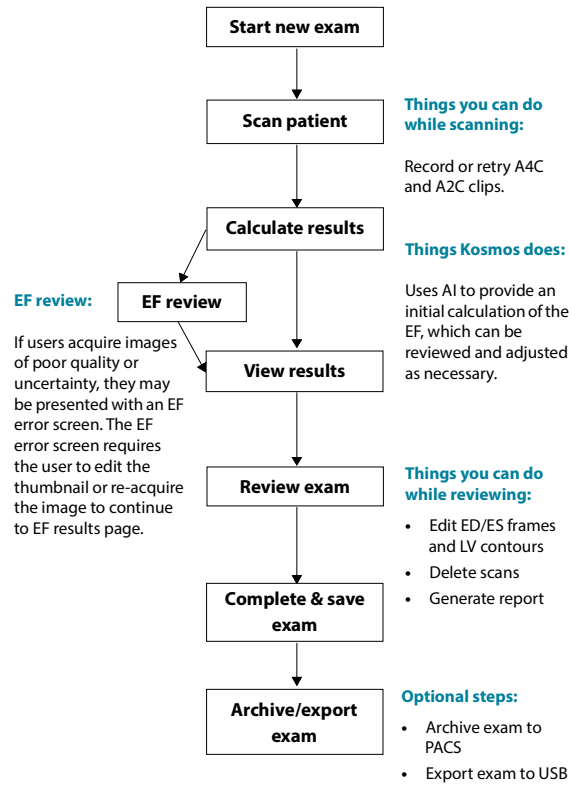 Start new exam
Scan patient
Things you can do
while scanning:
Record or retry A4C
and A2C clips.
Calculate results
Things Kosmos does:
Uses AI to provide an
initial calculation of the
EF, which can be
reviewed and adjusted
as necessary.
EF review:
EF review
If users acquire images
of poor quality or
uncertainty, they may
be presented with an EF
error screen. The EF
error screen requires
the user to edit the
thumbnail or re-acquire
the image to continue
to EF results page.
View results
Review exam
Things you can do
while reviewing:
• Edit ED/ES frames
and LV contours
• Delete scans
• Generate report
Complete & save
exam
Archive/export
exam
Optional steps:
• Archive exam to
PACS
• Export exam to USB